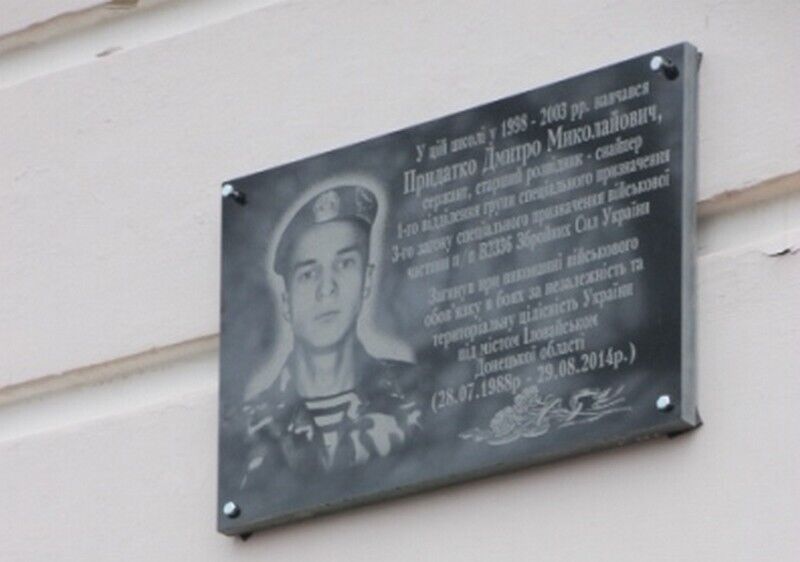 У цій школі у 1998 - 2003 рр. навчався
Придатко Дмитро Миколайович,
сержант, старший розвідник - снайпер
1-го відділення групи спеціального призначення
3-го загону спеціального призначення військової
частини п / п В2336 Збройних Сил України
Загинув при виконанні військового
обов'язку в боях за незалежність та
територіальну цілісність України
під містом Іловайськом
Донецької області
(28.07.1988р - 29.08.2014р.)